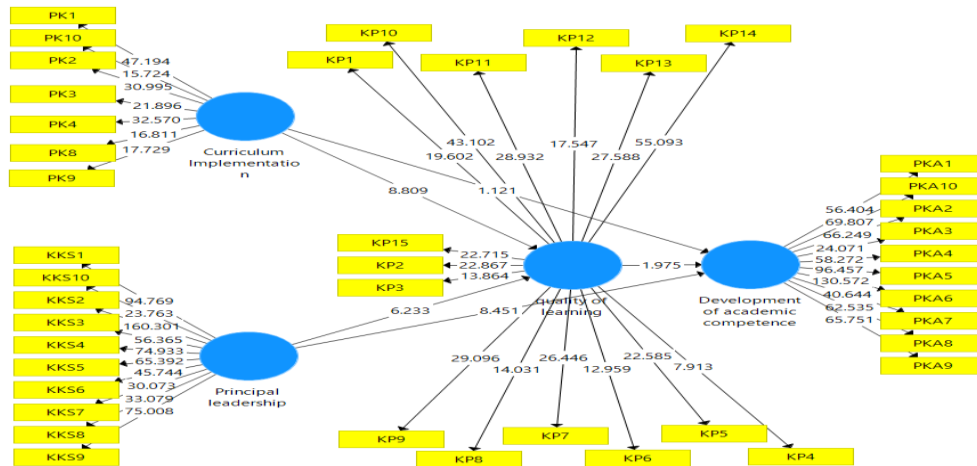 PK1
PK10
PK2
PK3
PK4
PK8
PK9
47.194
15.724
30.995
21.896
32.570
16.811
17.729
Curriculum
Implementatio
n
KP10
KP12
KP14
KP1
KP11
KP13
43.102
19.602
28.932
17.547
27.588
55.093
8.809
1.121
KP15
KP2
KP3
22.715
22.867
13.864
quality of
learning
1.975
Development
of academic
competence
PKA1
PKA10
PKA2
PKA3
PKA4
PKA5
PKA6
PKA7
PKA8
PKA9
56.404
69.807
66.249
24.071
58.272
96.457
130.572
40.644
62.535
65.751
KKS1
KKS10
KKS2
KKS3
KKS4
KKS5
KKS6
KKS7
KKS8
KKS9
94.769
23.763
160.301
56.365
74.933
65.392
45.744
30.073
33.079
75.008
Principal
leadership
6.233
8.451
29.096
14.031
26.446
12.959
22.585
7.913
KP9
KP8
KP7
KP6
KP5
KP4